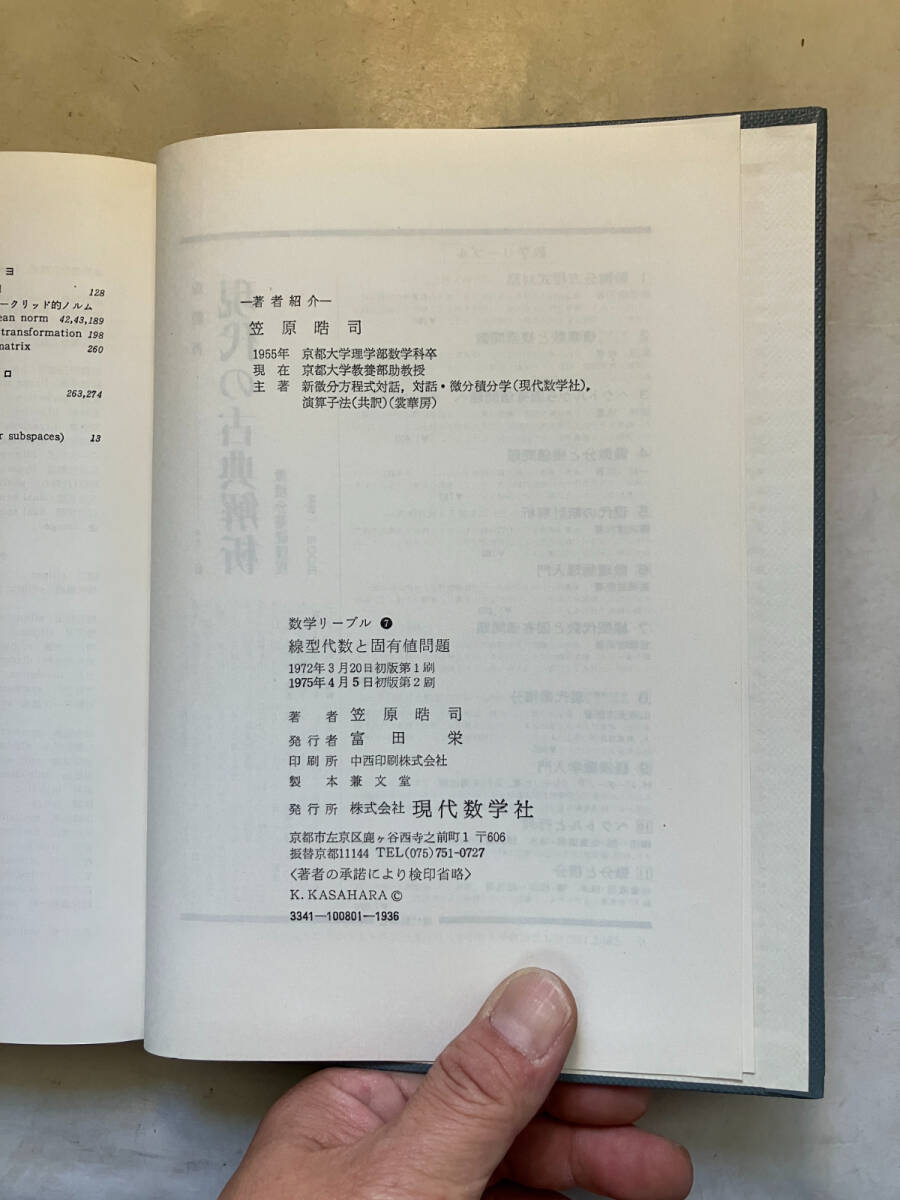 ヨ
128
ークリッド的ノルム
ean norm 42,43,189
transformation 198
matrix 260
ロ
263,274
r subspaces) 13
—著者紹介—
笠原晧司
1955年 京都大学理学部数学科卒
現在 京都大学教養部助教授
主著 新微分方程式対話，対話・微分積分学(現代数学社)，
演算子法(共訳)(裳華房)
数学リーブル ❼
線型代数と固有値問題
1972年3月20日初版第1刷
1975年4月5日初版第2刷
著者 笠原晧司
発行者 富田栄
印刷所 中西印刷株式会社
製本 兼文堂
発行所 株式会社 現代数学社
京都市左京区鹿ヶ谷西寺之前町1 〒606
振替京都11144 TEL(075)751-0727
〈著者の承諾により検印省略〉
K. KASAHARA ©
3341—100801—1936